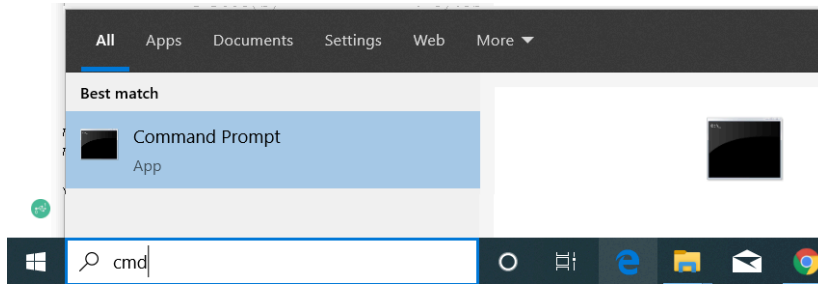 All Apps Documents Settings Web More
Best match
Command Prompt
App
cmd